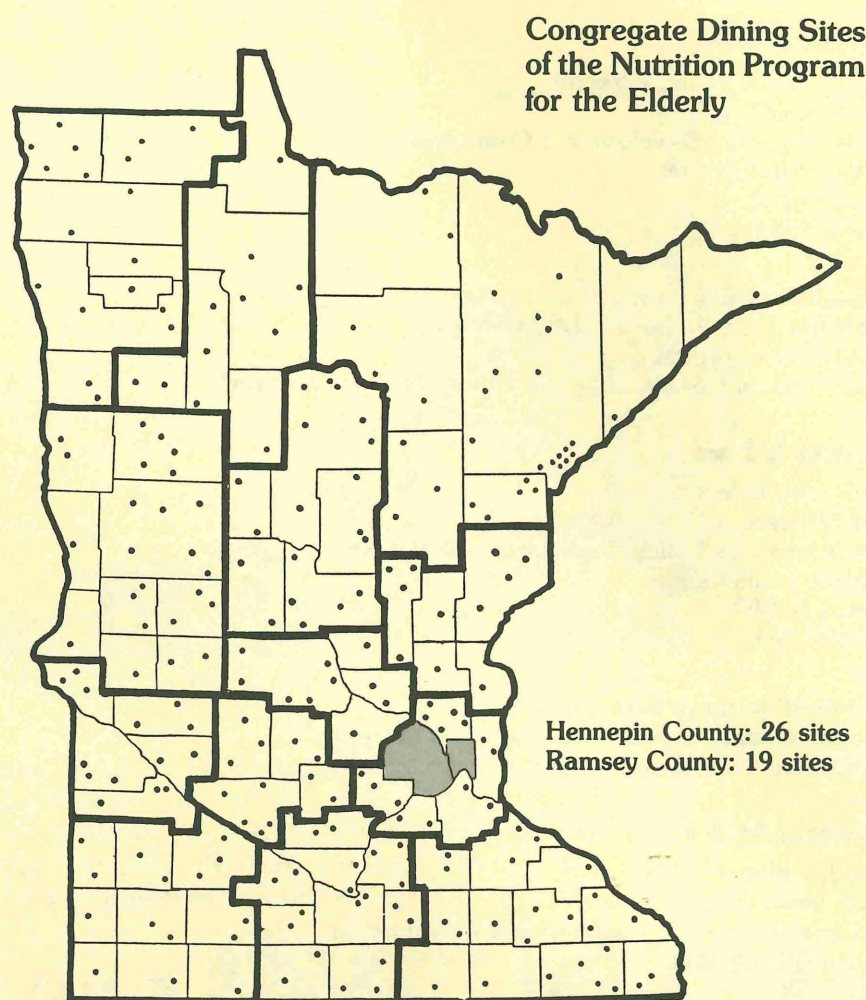 Congregate Dining Sites
of the Nutrition Program
for the Elderly
Hennepin County: 26 sites
Ramsey County: 19 sites